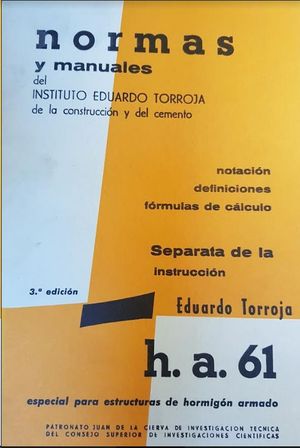 normas
y manuales
del
INSTITUTO EDUARDO TORROJA
de la construcción y del cemento
notación
definiciones
fórmulas de cálculo
Separata de la
instrucción
3.ª edición
Eduardo Torroja
h. a. 61
especial para estructuras de hormigón armado
PATRONATO JUAN DE LA CIERVA DE INVESTIGACION TECNICA
DEL CONSEJO SUPERIOR DE INVESTIGACIONES CIENTIFICAS